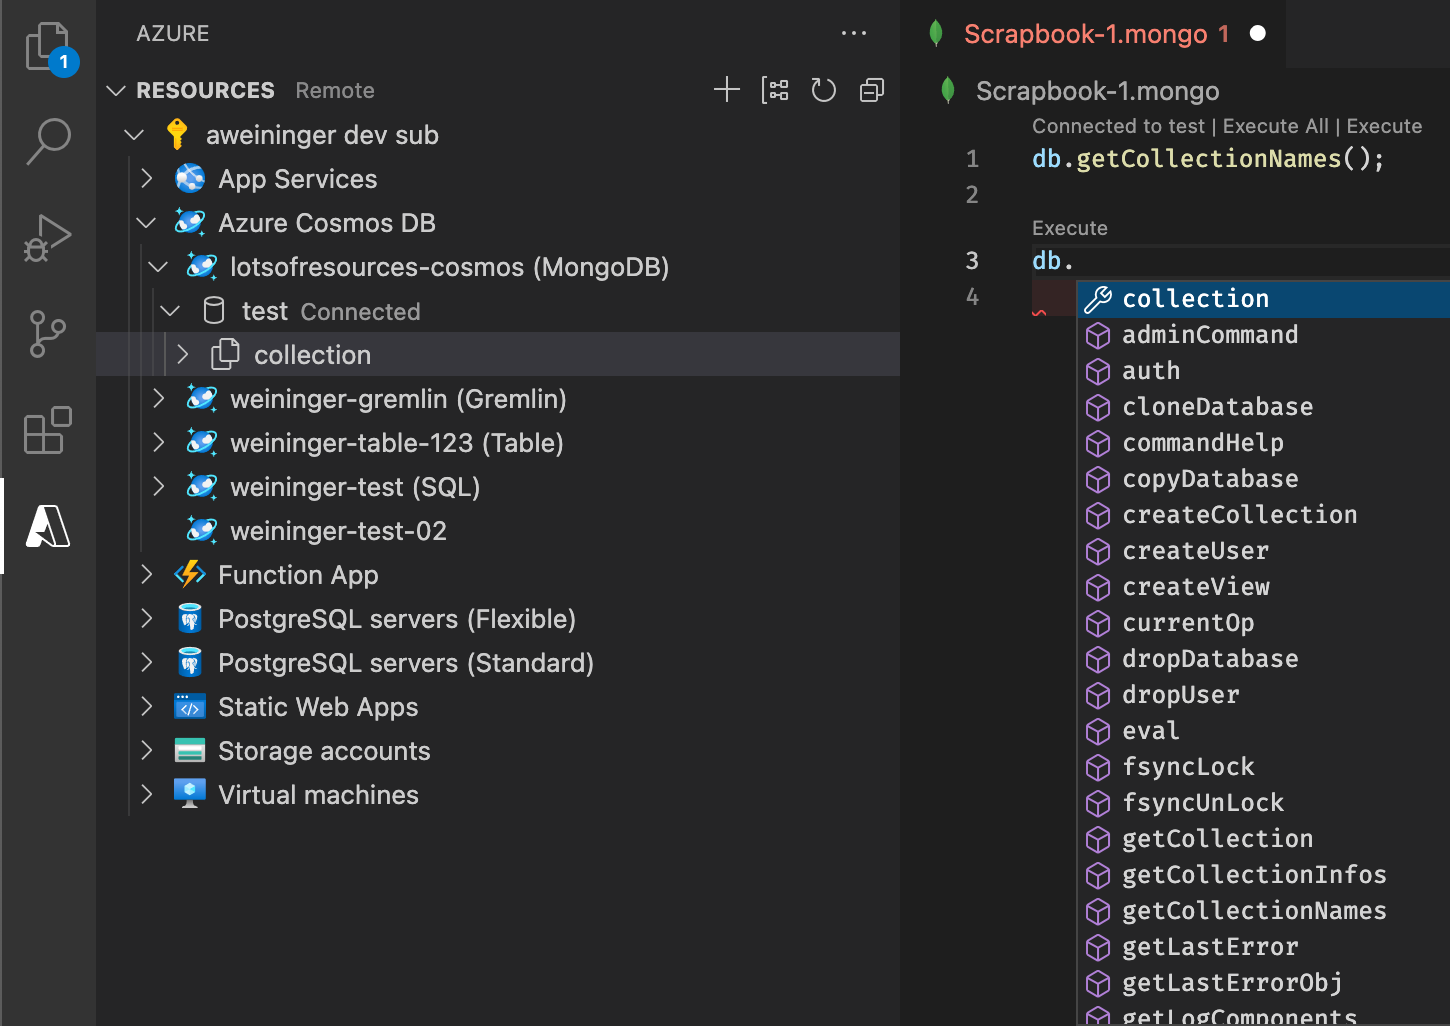 1
AZURE
RESOURCES Remote
aweininger dev sub
App Services
Azure Cosmos DB
lotsofresources-cosmos (MongoDB)
test Connected
collection
weininger-gremlin (Gremlin)
weininger-table-123 (Table)
weininger-test (SQL)
weininger-test-02
Function App
PostgreSQL servers (Flexible)
PostgreSQL servers (Standard)
Static Web Apps
Storage accounts
Virtual machines
Scrapbook-1.mongo 1
Scrapbook-1.mongo
Connected to test | Execute All | Execute
1 db.getCollectionNames();
2
Execute
3 db.
4
collection
adminCommand
auth
cloneDatabase
commandHelp
copyDatabase
createCollection
createUser
createView
currentOp
dropDatabase
dropUser
eval
fsyncLock
fsyncUnLock
getCollection
getCollectionInfos
getCollectionNames
getLastError
getLastErrorObj
getLogComponents